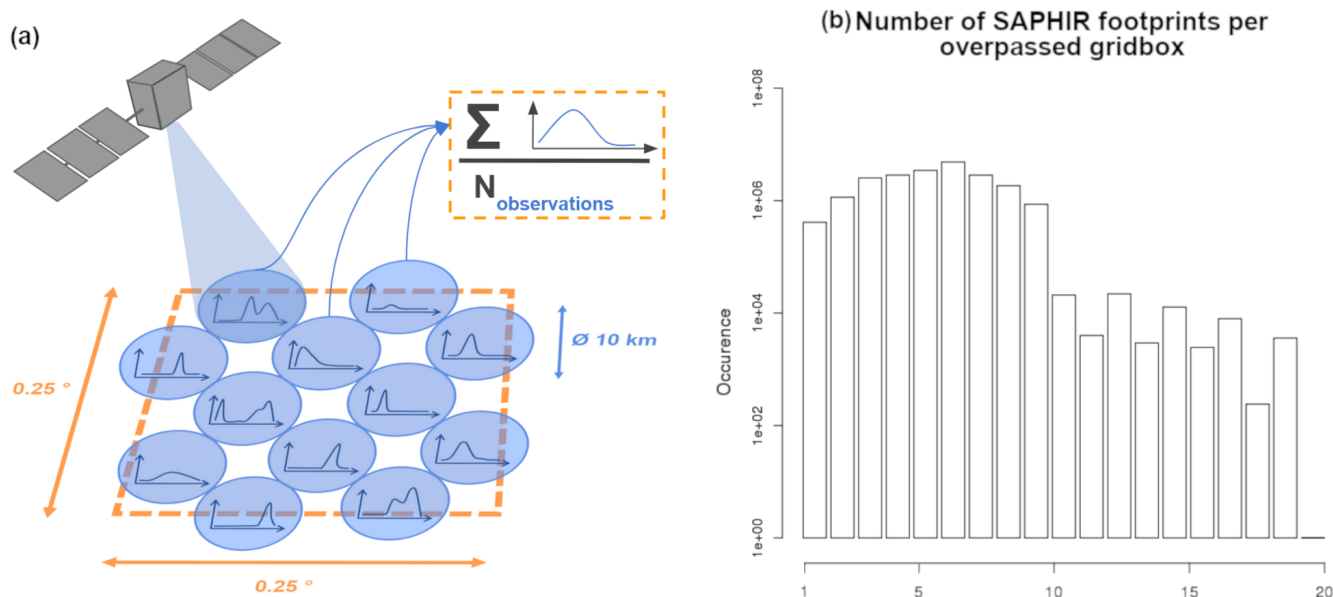 (a)
Σ
N observations
Ø 10 km
0.25 °
0.25 °
(b) Number of SAPHIR footprints per
overpassed gridbox
Occurence
1e+08
1e+06
1e+04
1e+02
1e+00
1 5 10 15 20